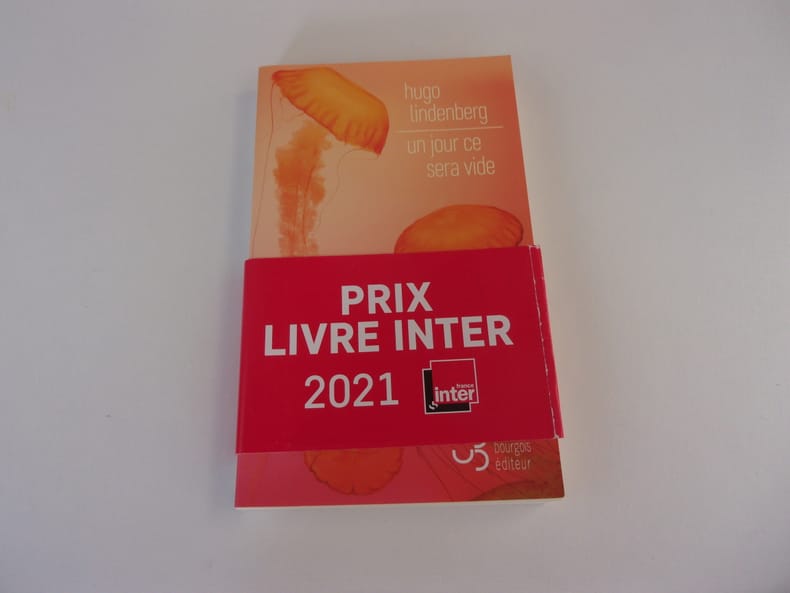 hugo
lindenberg
un jour ce
sera vide
PRIX
LIVRE INTER
2021
france
inter
bourgois
éditeur